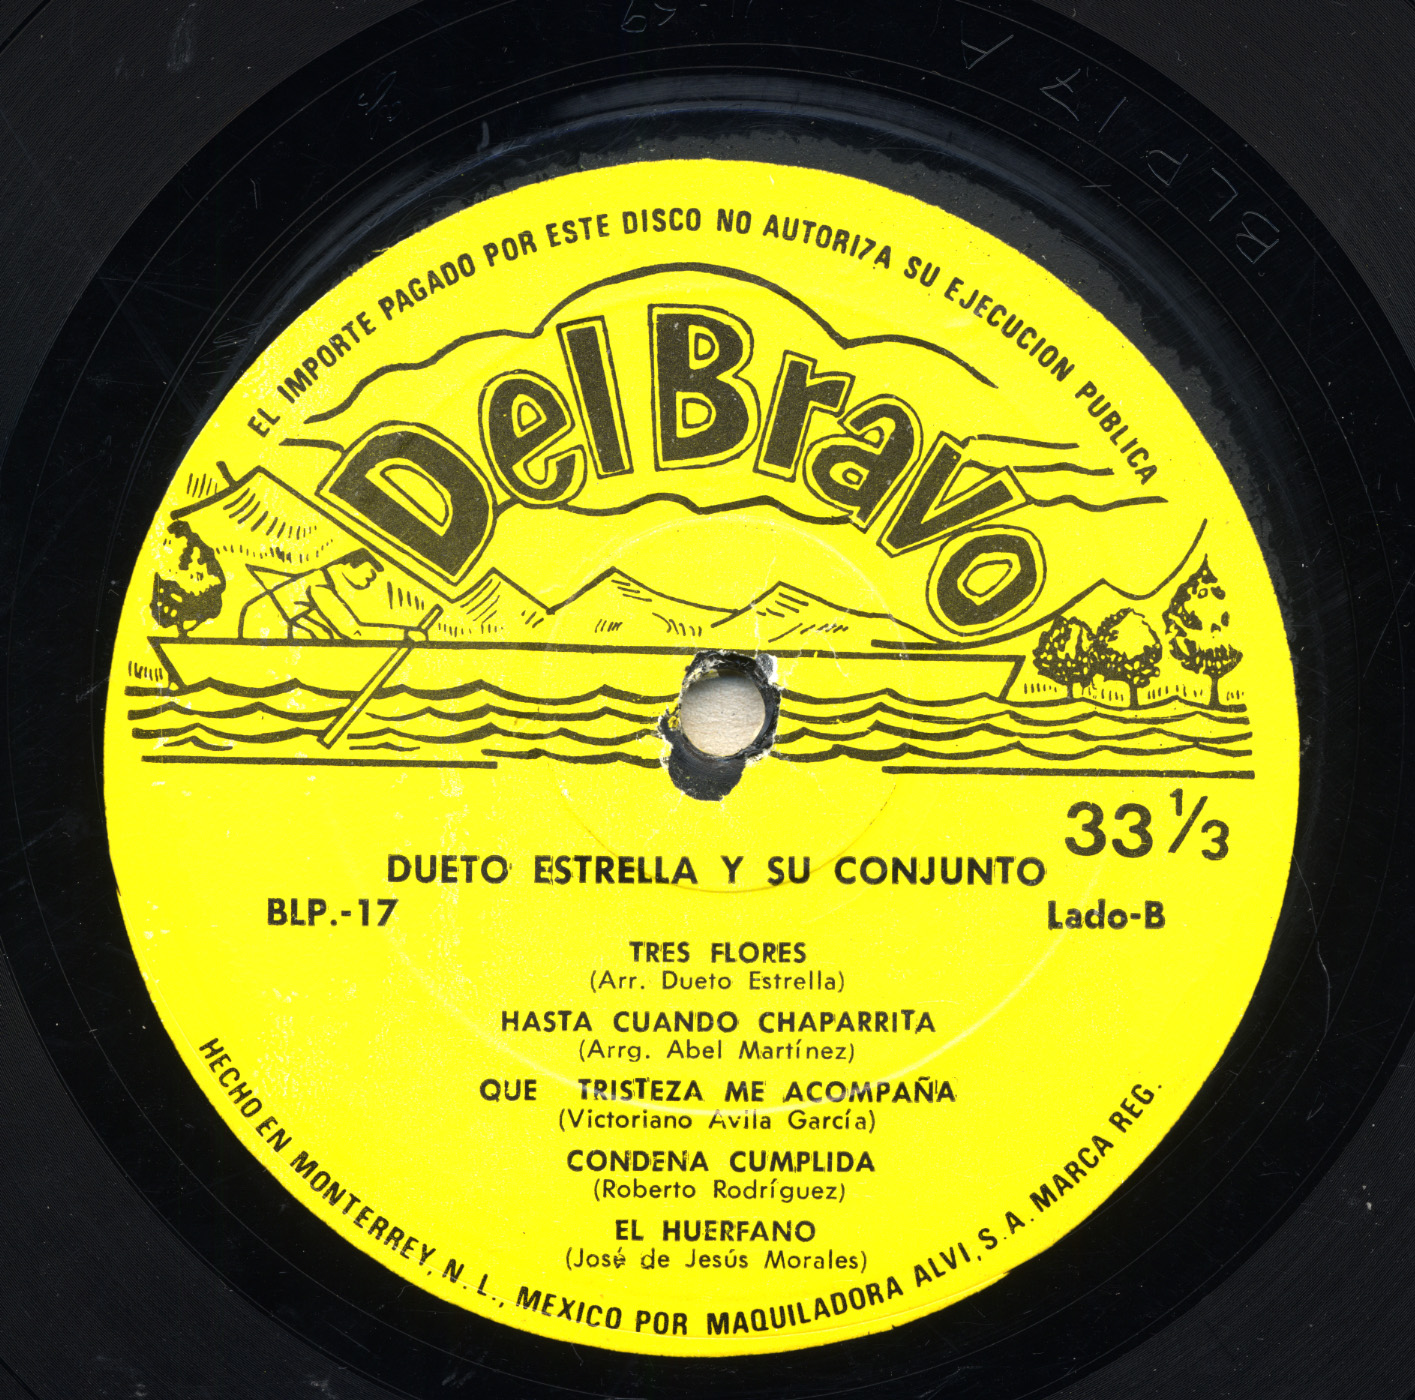 EL IMPORTE PAGADO POR ESTE DISCO NO AUTORIZA SU EJECUCION PUBLICA
Del Bravo
33 1/3
DUETO ESTRELLA Y SU CONJUNTO
BLP.-17
Lado-B
TRES FLORES
(Arr. Dueto Estrella)
HASTA CUANDO CHAPARRITA
(Arrg. Abel Martínez)
QUE TRISTEZA ME ACOMPAÑA
(Victoriano Avila García)
CONDENA CUMPLIDA
(Roberto Rodríguez)
EL HUERFANO
(José de Jesús Morales)
HECHO EN MONTERREY, N. L., MEXICO POR MAQUILADORA ALVI, S. A. MARCA REG.
BLP 17 A